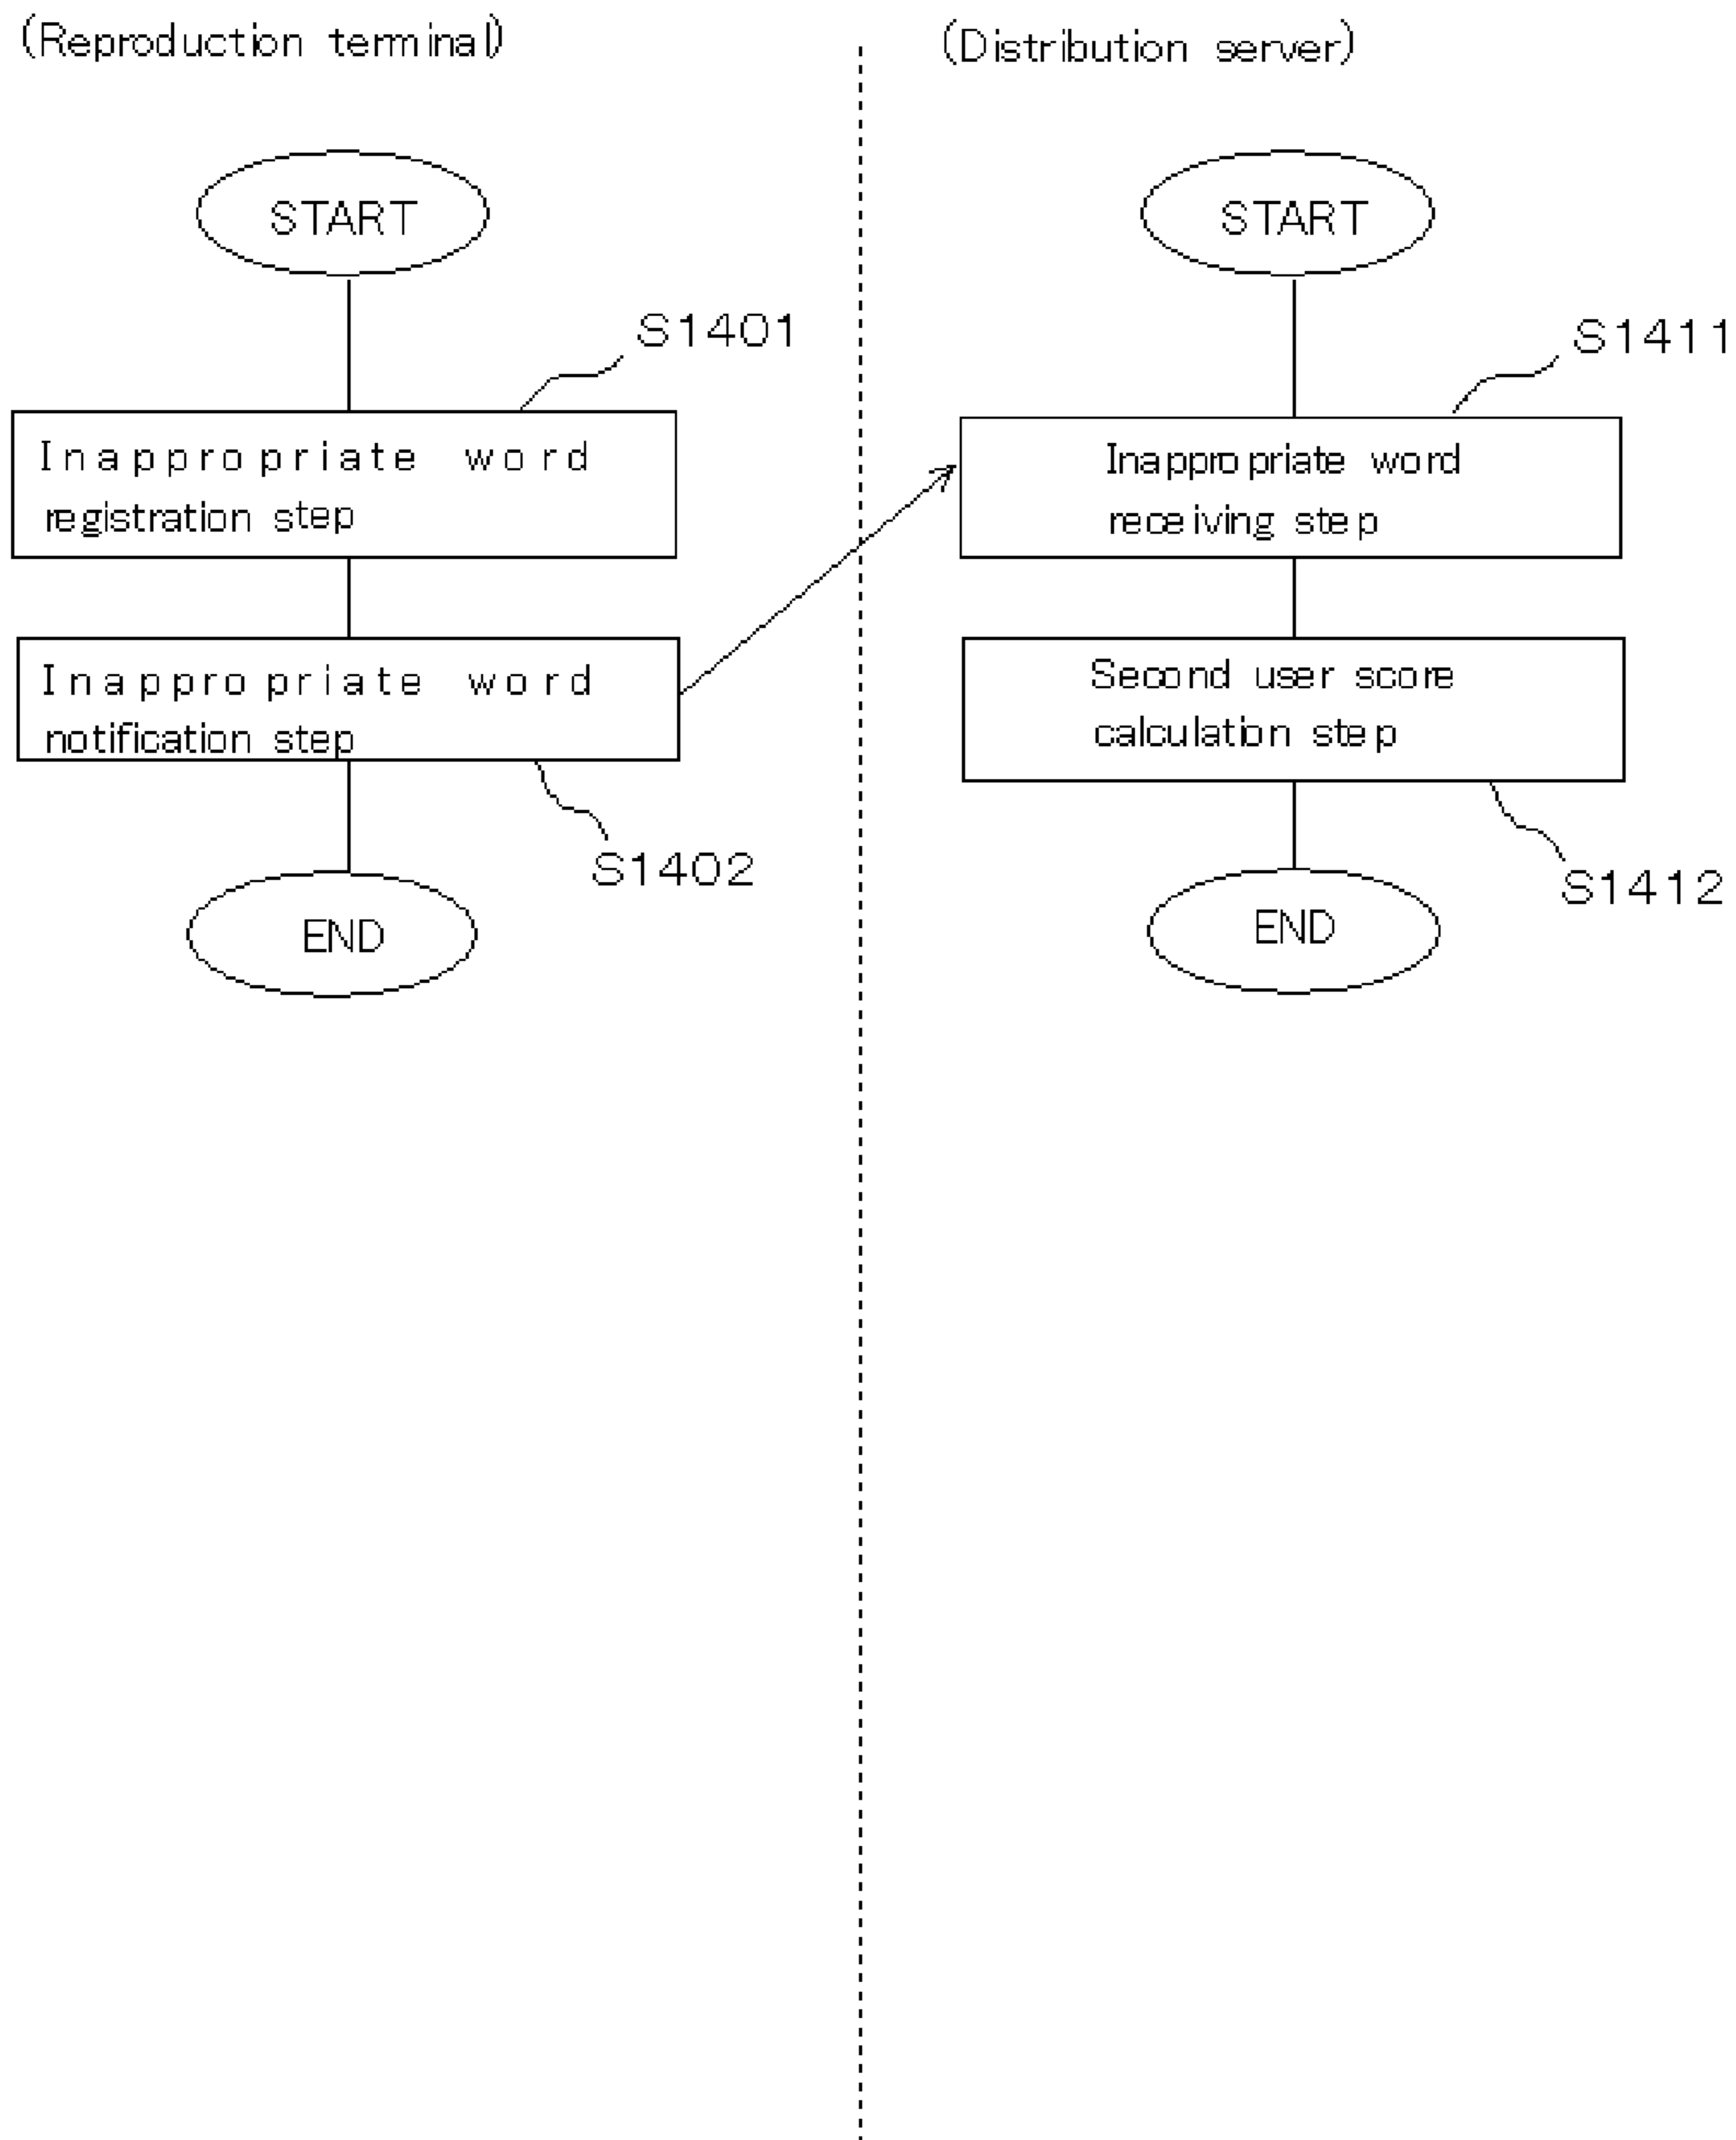 (Reproduction terminal)
START
S1401
Inappropriate word
registration step
Inappropriate word
notification step
S1402
END
(Distribution server)
START
S1411
Inappropriate word
receiving step
Second user score
calculation step
S1412
END